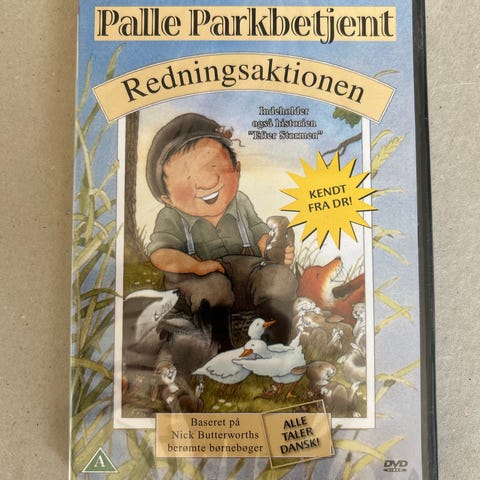 Palle Parkbetjent
Redningsaktionen
Indeholder
også historien
"Efter Stormen"
KENDT
FRA DR!
Baseret på
Nick Butterworths
berømte børnebøger
ALLE
TALER
DANSK!
A
DVD